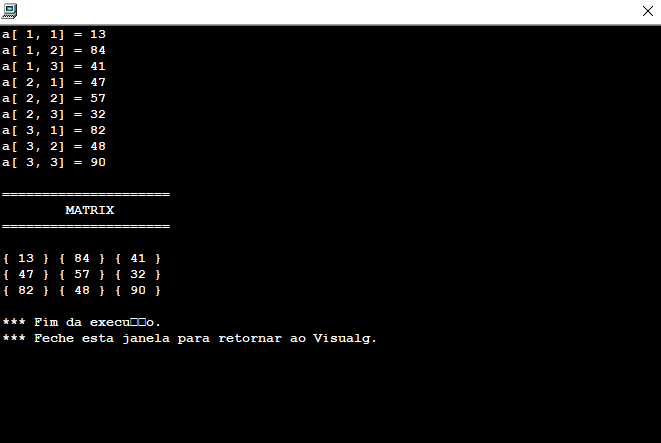 a[ 1, 1] = 13
a[ 1, 2] = 84
a[ 1, 3] = 41
a[ 2, 1] = 47
a[ 2, 2] = 57
a[ 2, 3] = 32
a[ 3, 1] = 82
a[ 3, 2] = 48
a[ 3, 3] = 90
=====================
MATRIX
=====================
{ 13 } { 84 } { 41 }
{ 47 } { 57 } { 32 }
{ 82 } { 48 } { 90 }
*** Fim da execu□□o.
*** Feche esta janela para retornar ao Visualg.